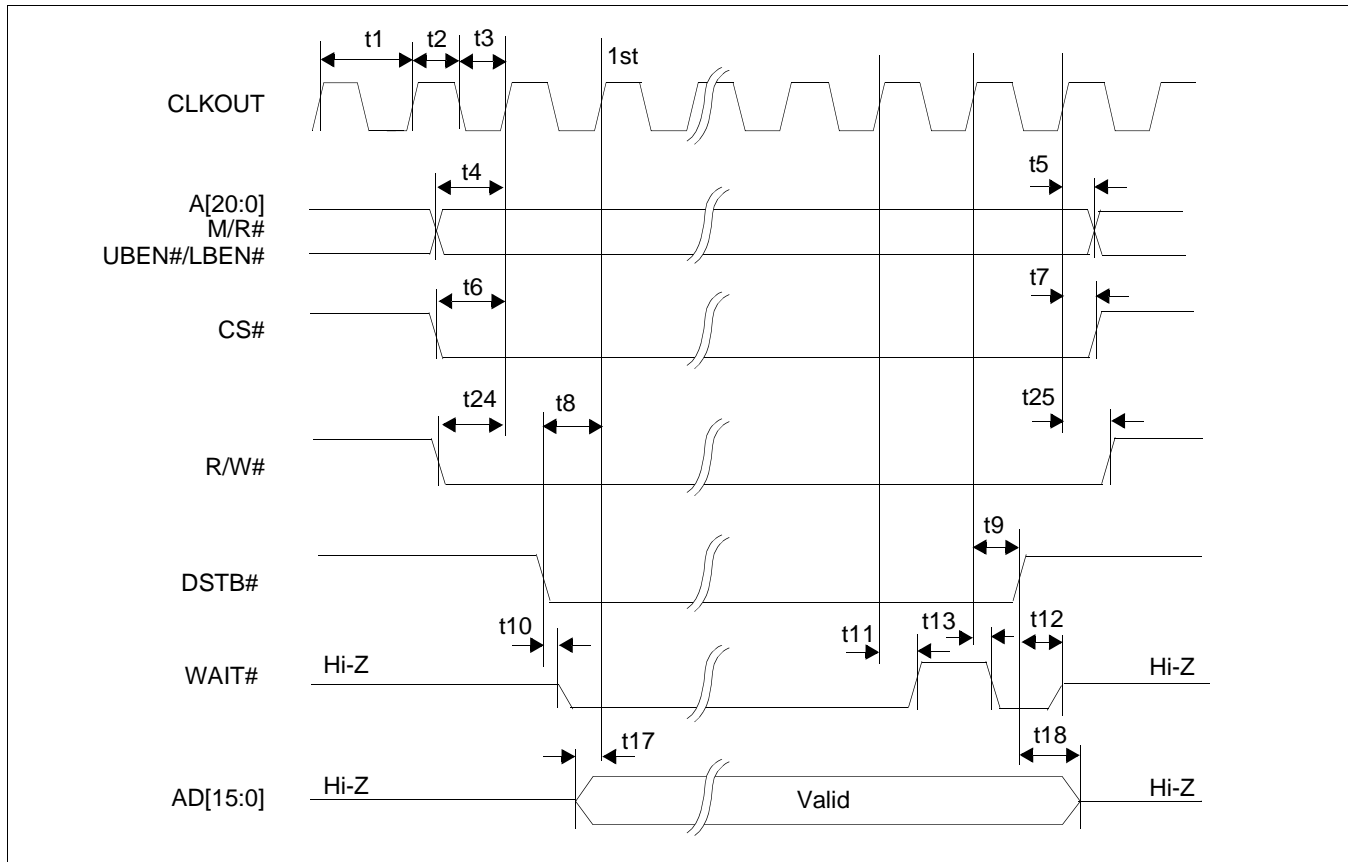 t1 t2 t3
1st
CLKOUT
t4 t5
A[20:0]
M/R#
UBEN#/LBEN#
t6 t7
CS#
t24 t8 t25
R/W#
t9
DSTB#
t10 t11 t13 t12
Hi-Z Hi-Z
WAIT#
t17 t18
Hi-Z Hi-Z
AD[15:0] Valid